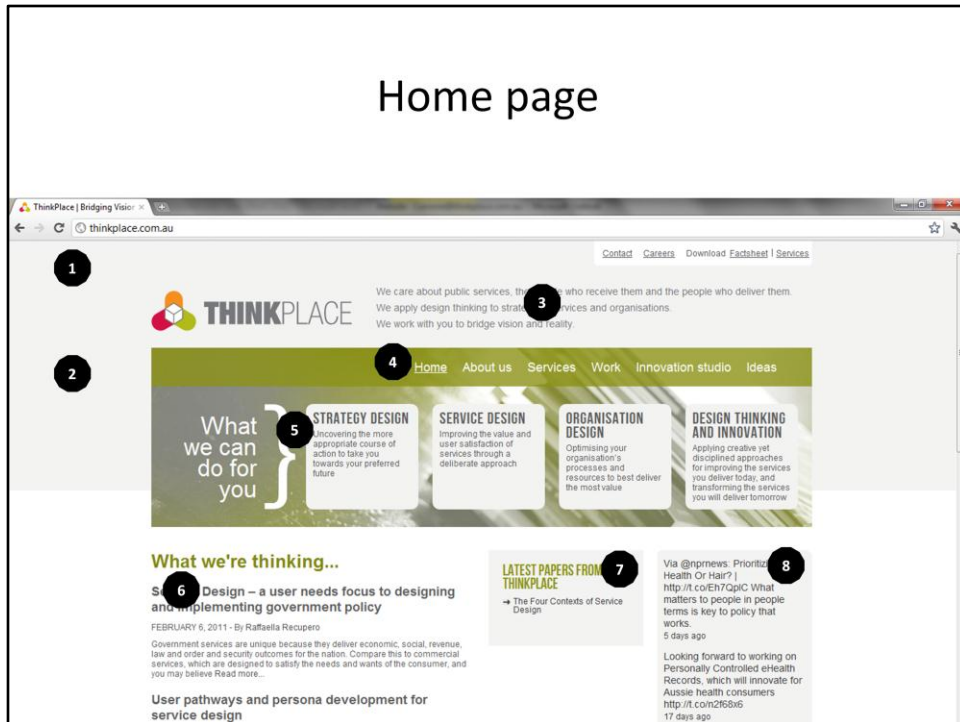 Home page
ThinkPlace | Bridging Vision
thinkplace.com.au
Contact Careers Download Factsheet | Services
1
THINKPLACE
We care about public services, the who receive them and the people who deliver them.
3
We apply design thinking to services and organisations.
We work with you to bridge vision and reality.
2
4
Home About us Services Work Innovation studio Ideas
What
we can
do for
you
}
5
STRATEGY DESIGN
Uncovering the more
appropriate course of
action to take you
towards your preferred
future
SERVICE DESIGN
Improving the value and
user satisfaction of
services through a
deliberate approach
ORGANISATION
DESIGN
Optimising your
organisation's
processes and
resources to best deliver
the most value
DESIGN THINKING
AND INNOVATION
Applying creative yet
disciplined approaches
for improving the services
you deliver today, and
transforming the services
you will deliver tomorrow
What we're thinking...
6
Design – a user needs focus to designing
and implementing government policy
FEBRUARY 6, 2011 - By Raffaella Recupero
Government services are unique because they deliver economic, social, revenue,
law and order and security outcomes for the nation. Compare this to commercial
services, which are designed to satisfy the needs and wants of the consumer, and
you may believe Read more...
User pathways and persona development for
service design
LATEST PAPERS FROM
THINKPLACE
7
➔ The Four Contexts of Service
Design
8
Via @nprnews:
Health Or Hair? |
http://t.co/Eh7QplC What
matters to people in people
terms is key to policy that
works.
5 days ago
Looking forward to working on
Personally Controlled eHealth
Records, which will innovate for
Aussie health consumers
http://t.co/n2f68x6
17 days ago